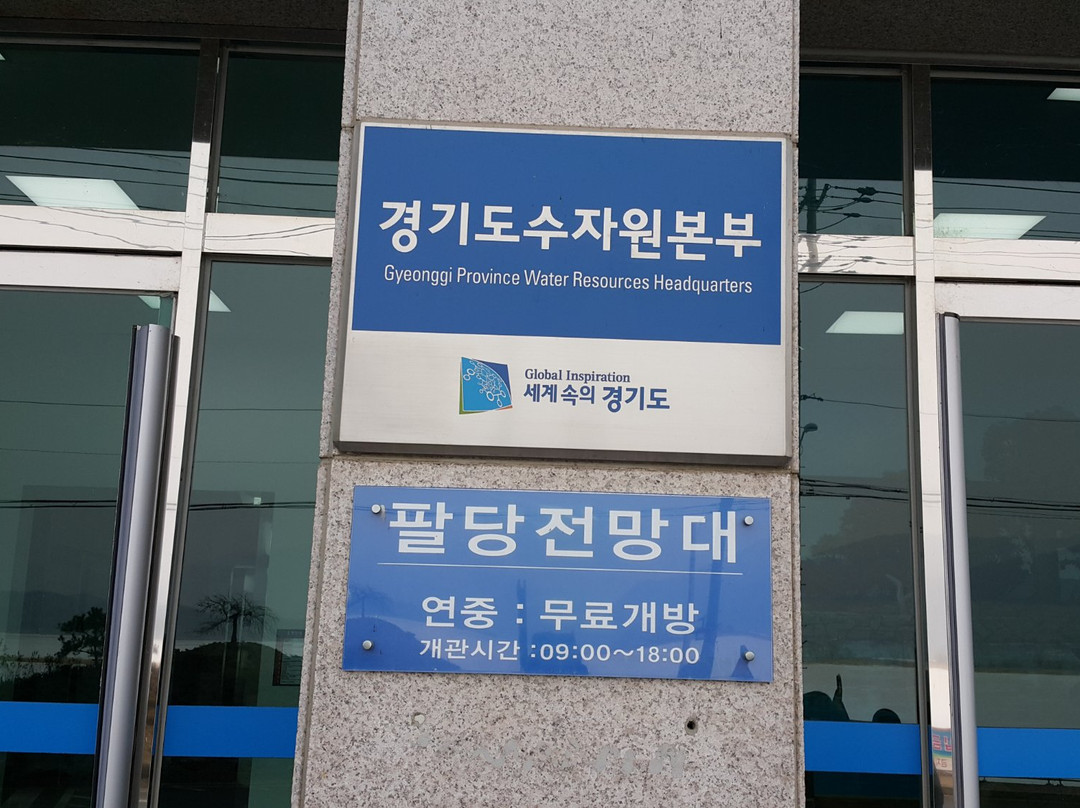 경기도수자원본부
Gyeonggi Province Water Resources Headquarters
Global Inspiration
세계 속의 경기도
팔당전망대
연중 : 무료개방
개관시간 : 09:00~18:00